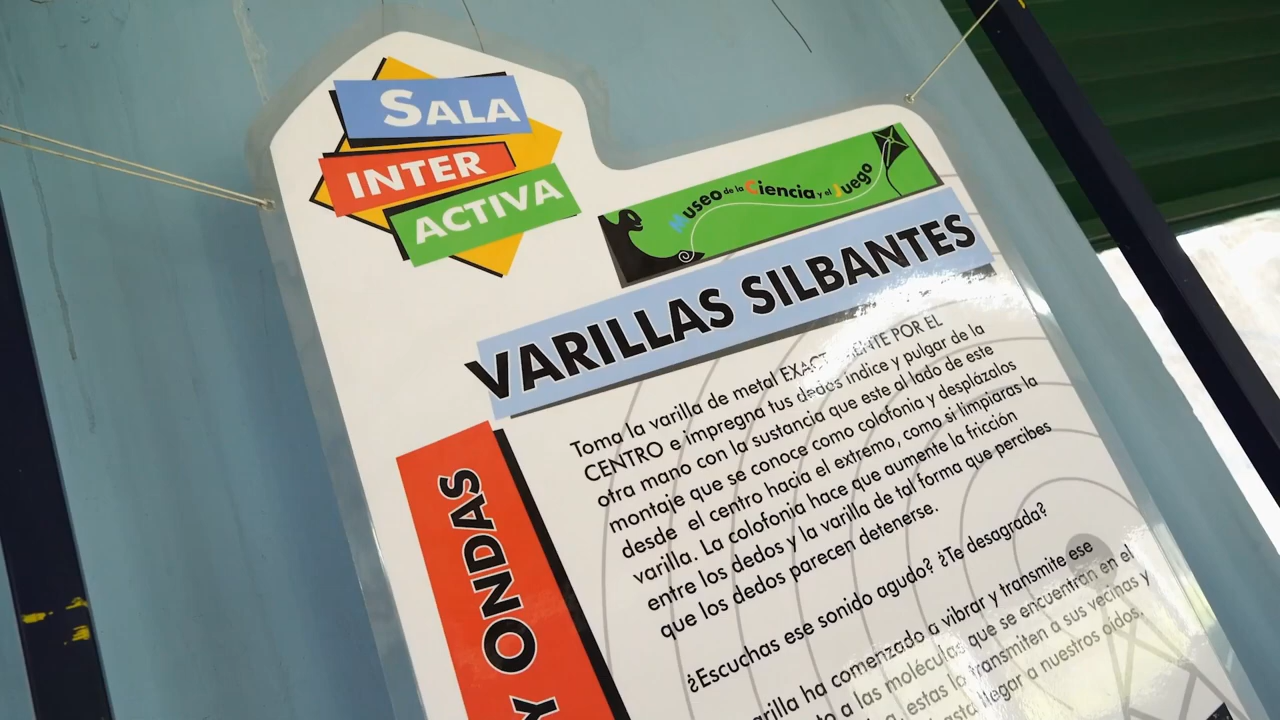 SALA
INTER
ACTIVA
Museo de la Ciencia y el Juego
VARILLAS SILBANTES
Y ONDAS
Toma la varilla de metal POR EL
CENTRO e impregna tus dedos índice y pulgar de la
otra mano con la sustancia que este al lado de este
montaje que se conoce como colofonia y desplázalos
desde el centro hacia el extremo, como si limpiaras la
varilla. La colofonia hace que aumente la fricción
entre los dedos y la varilla de tal forma que percibes
que los dedos parecen detenerse.
¿Escuchas ese sonido agudo? ¿Te desagrada?
ha comenzado a vibrar y transmite ese
a las moléculas que se encuentran en el
estas lo transmiten a sus vecinas y
llegar a nuestros oídos.